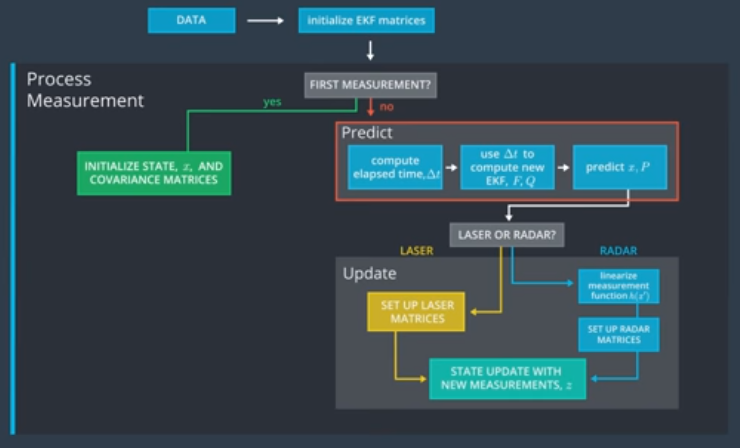 DATA
initialize EKF matrices
Process
Measurement
FIRST MEASUREMENT?
yes
no
Predict
INITIALIZE STATE, x, AND
COVARIANCE MATRICES
compute
elapsed time, Δt
use Δt to
compute new
EKF, F, Q
predict x, P
LASER OR RADAR?
LASER
RADAR
Update
linearize
measurement
function h(x')
SET UP LASER
MATRICES
SET UP RADAR
MATRICES
STATE UPDATE WITH
NEW MEASUREMENTS, z